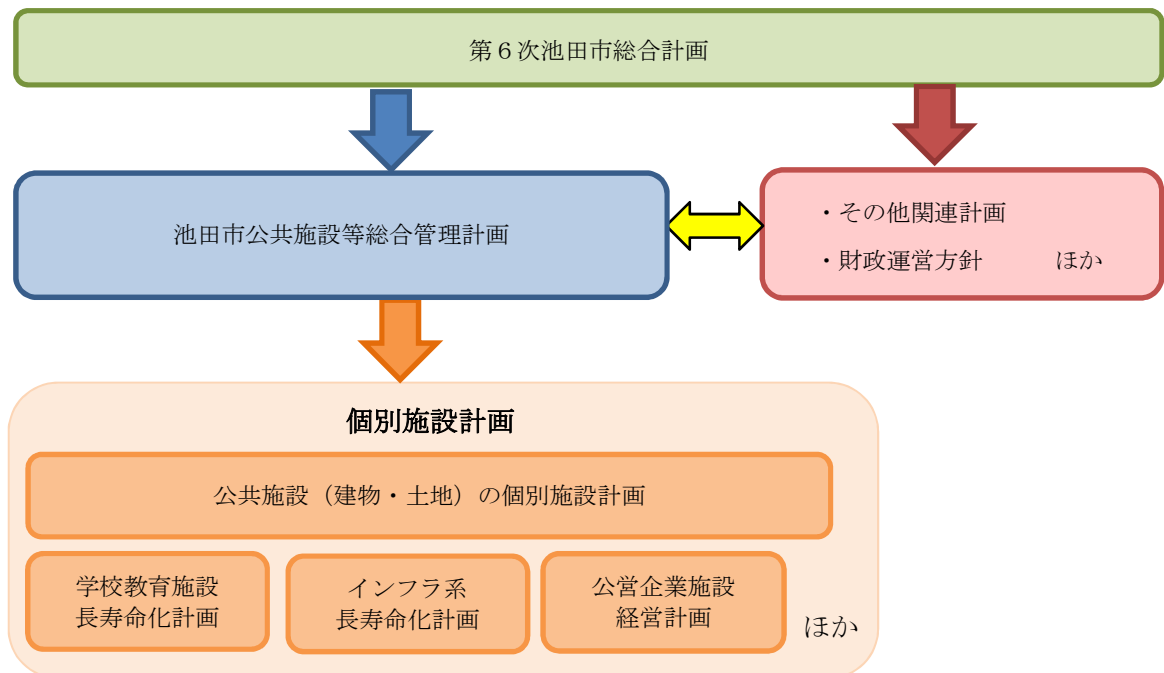 第６次池田市総合計画
池田市公共施設等総合管理計画
・その他関連計画
・財政運営方針　　　ほか
個別施設計画
公共施設（建物・土地）の個別施設計画
学校教育施設
長寿命化計画
インフラ系
長寿命化計画
公営企業施設
経営計画
ほか